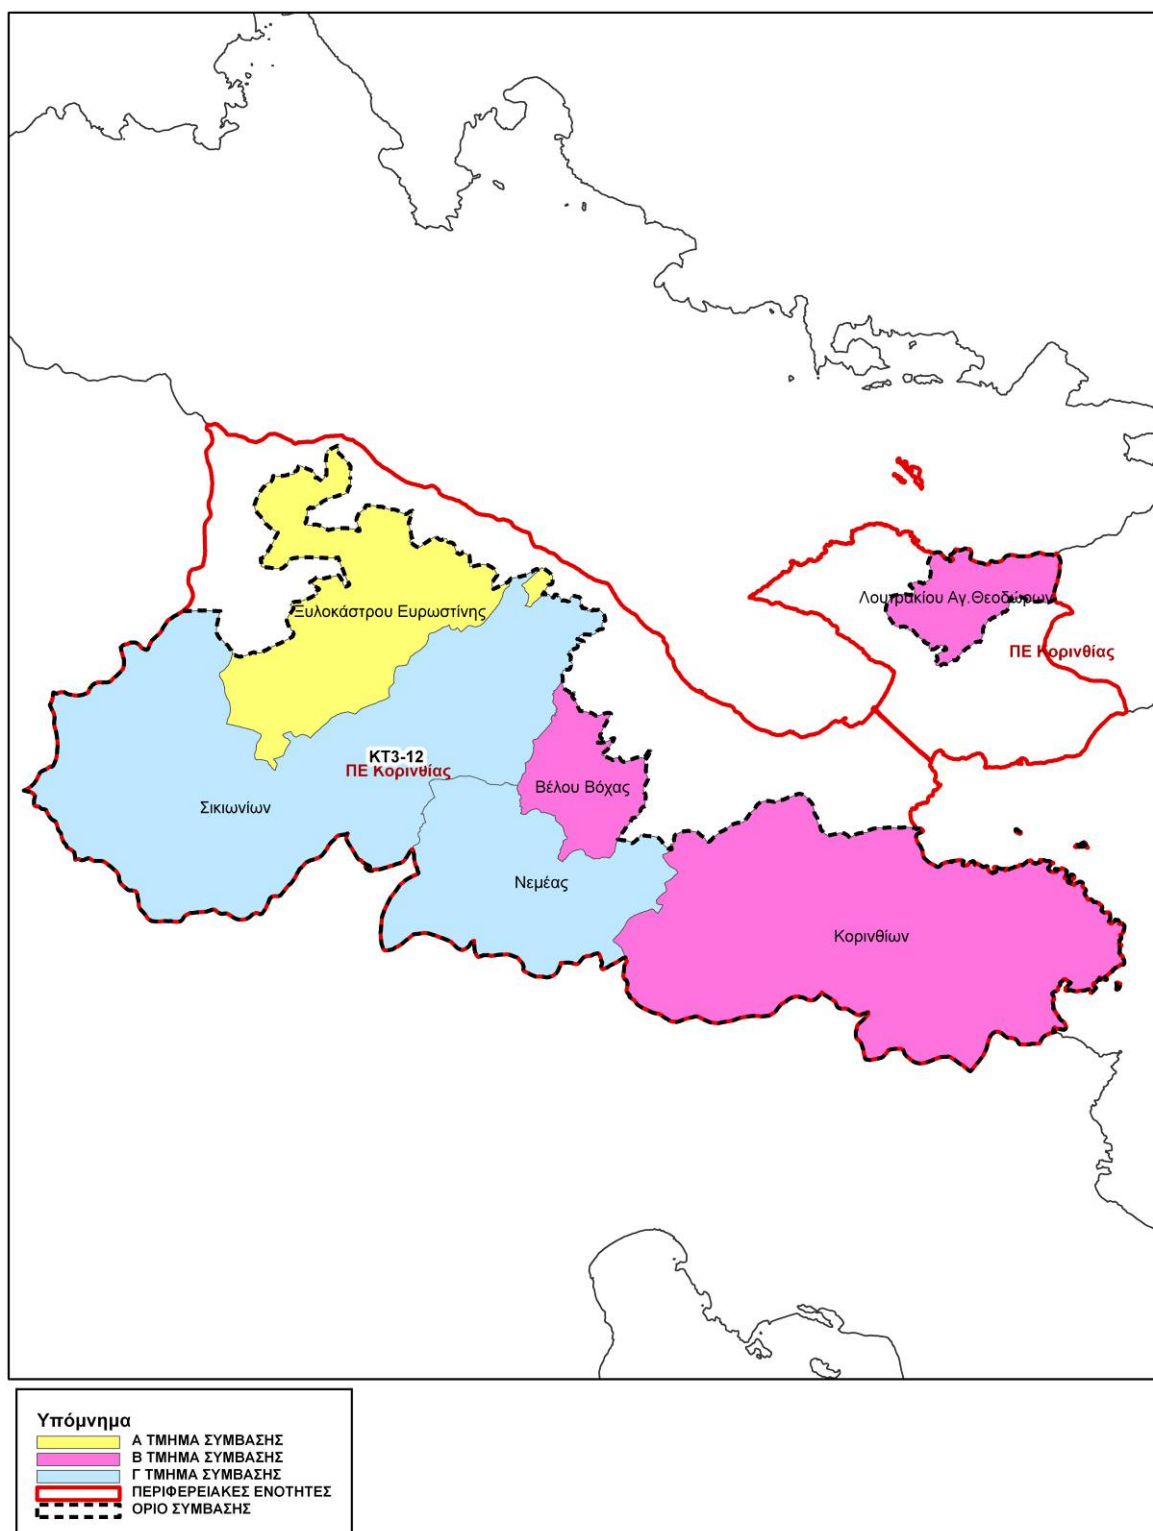 Ξυλοκάστρου Ευρωστίνης
Λουτρακίου Αγ.Θεοδώρων
ΠΕ Κορινθίας
ΚΤ3-12
ΠΕ Κορινθίας
Βέλου Βόχας
Σικιωνίων
Νεμέας
Κορινθίων
Υπόμνημα
Α ΤΜΗΜΑ ΣΥΜΒΑΣΗΣ
Β ΤΜΗΜΑ ΣΥΜΒΑΣΗΣ
Γ ΤΜΗΜΑ ΣΥΜΒΑΣΗΣ
ΠΕΡΙΦΕΡΕΙΑΚΕΣ ΕΝΟΤΗΤΕΣ
ΟΡΙΟ ΣΥΜΒΑΣΗΣ